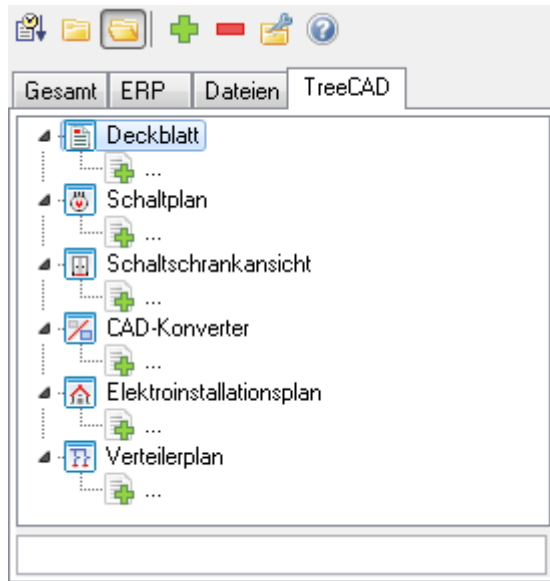 Gesamt ERP Dateien TreeCAD
Deckblatt
...
Schaltplan
...
Schaltschrankansicht
...
CAD-Konverter
...
Elektroinstallationsplan
...
Verteilerplan
...